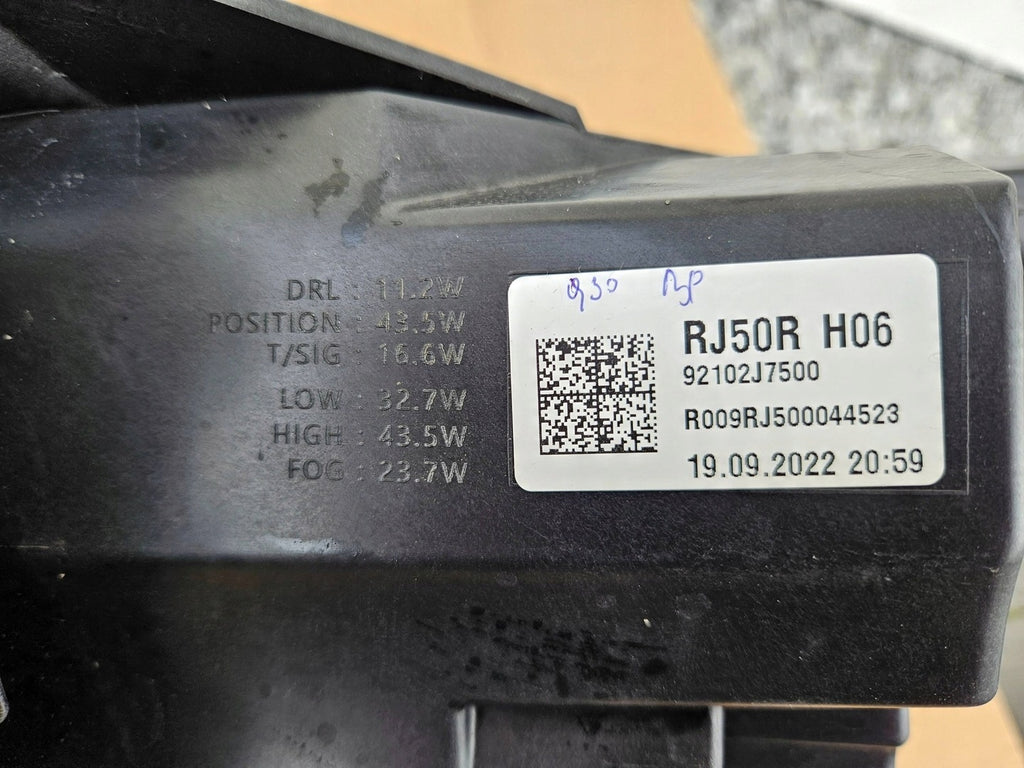 DRL : 11.2W
POSITION : 43.5W
T/SIG : 16.6W
LOW : 32.7W
HIGH : 43.5W
FOG : 23.7W
RJ50R H06
92102J7500
R009RJ500044523
19.09.2022 20:59